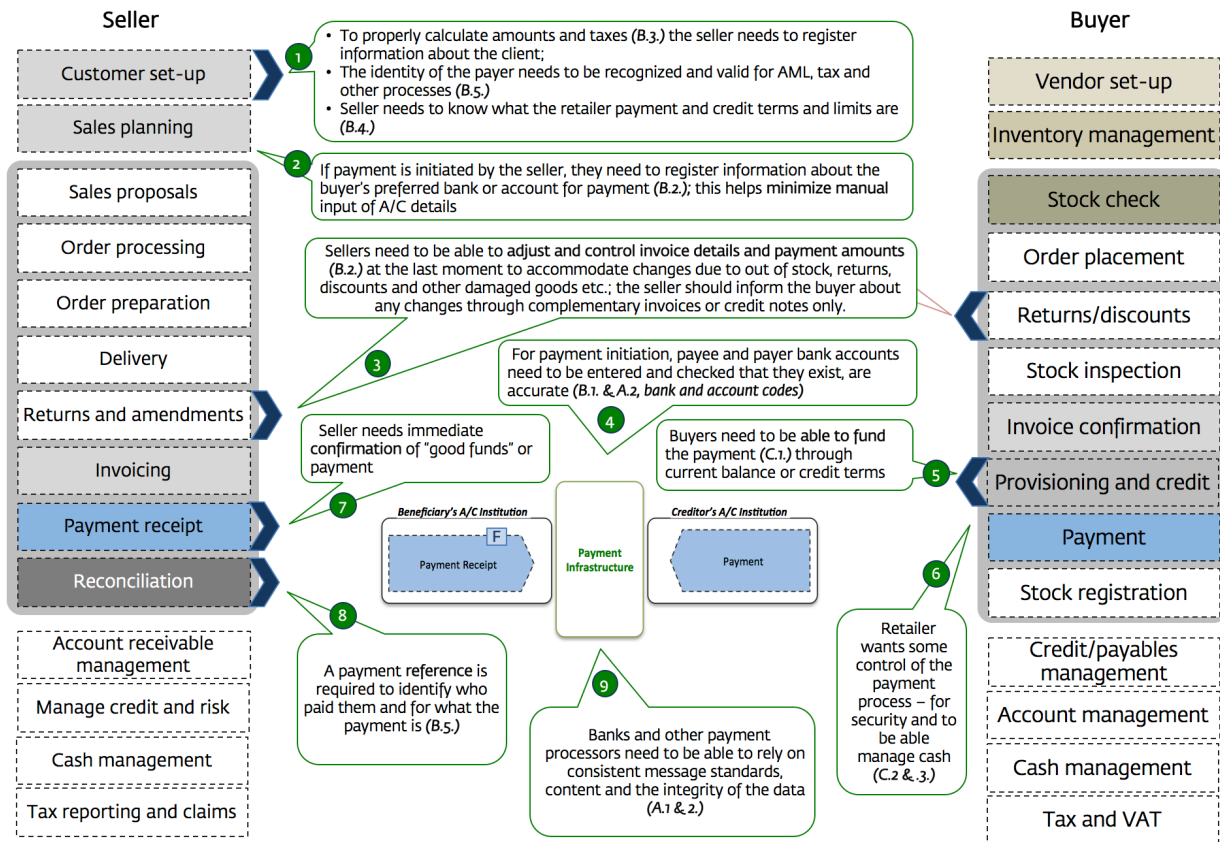 Seller
Buyer
Customer set-up
Sales planning
Sales proposals
Order processing
Order preparation
Delivery
Returns and amendments
Invoicing
Payment receipt
Reconciliation
Account receivable
management
Manage credit and risk
Cash management
Tax reporting and claims
1
• To properly calculate amounts and taxes (B.3.) the seller needs to register
information about the client;
• The identity of the payer needs to be recognized and valid for AML, tax and
other processes (B.5.)
• Seller needs to know what the retailer payment and credit terms and limits are
(B.4.)
2
If payment is initiated by the seller, they need to register information about the
buyer's preferred bank or account for payment (B.2.); this helps minimize manual
input of A/C details
Sellers need to be able to adjust and control invoice details and payment amounts
(B.2.) at the last moment to accommodate changes due to out of stock, returns,
discounts and other damaged goods etc.; the seller should inform the buyer about
any changes through complementary invoices or credit notes only.
3
For payment initiation, payee and payer bank accounts
need to be entered and checked that they exist, are
accurate (B.1. & A.2, bank and account codes)
4
Seller needs immediate
confirmation of "good funds" or
payment
7
Buyers need to be able to fund
the payment (C.1.) through
current balance or credit terms
5
Beneficiary's A/C Institution
F
Payment Receipt
Payment
Infrastructure
Creditor's A/C Institution
Payment
6
Retailer
wants some
control of the
payment
process – for
security and to
be able
manage cash
(C.2 & .3.)
8
A payment reference is
required to identify who
paid them and for what the
payment is (B.5.)
9
Banks and other payment
processors need to be able to rely on
consistent message standards,
content and the integrity of the data
(A.1 & 2.)
Vendor set-up
Inventory management
Stock check
Order placement
Returns/discounts
Stock inspection
Invoice confirmation
Provisioning and credit
Payment
Stock registration
Credit/payables
management
Account management
Cash management
Tax and VAT